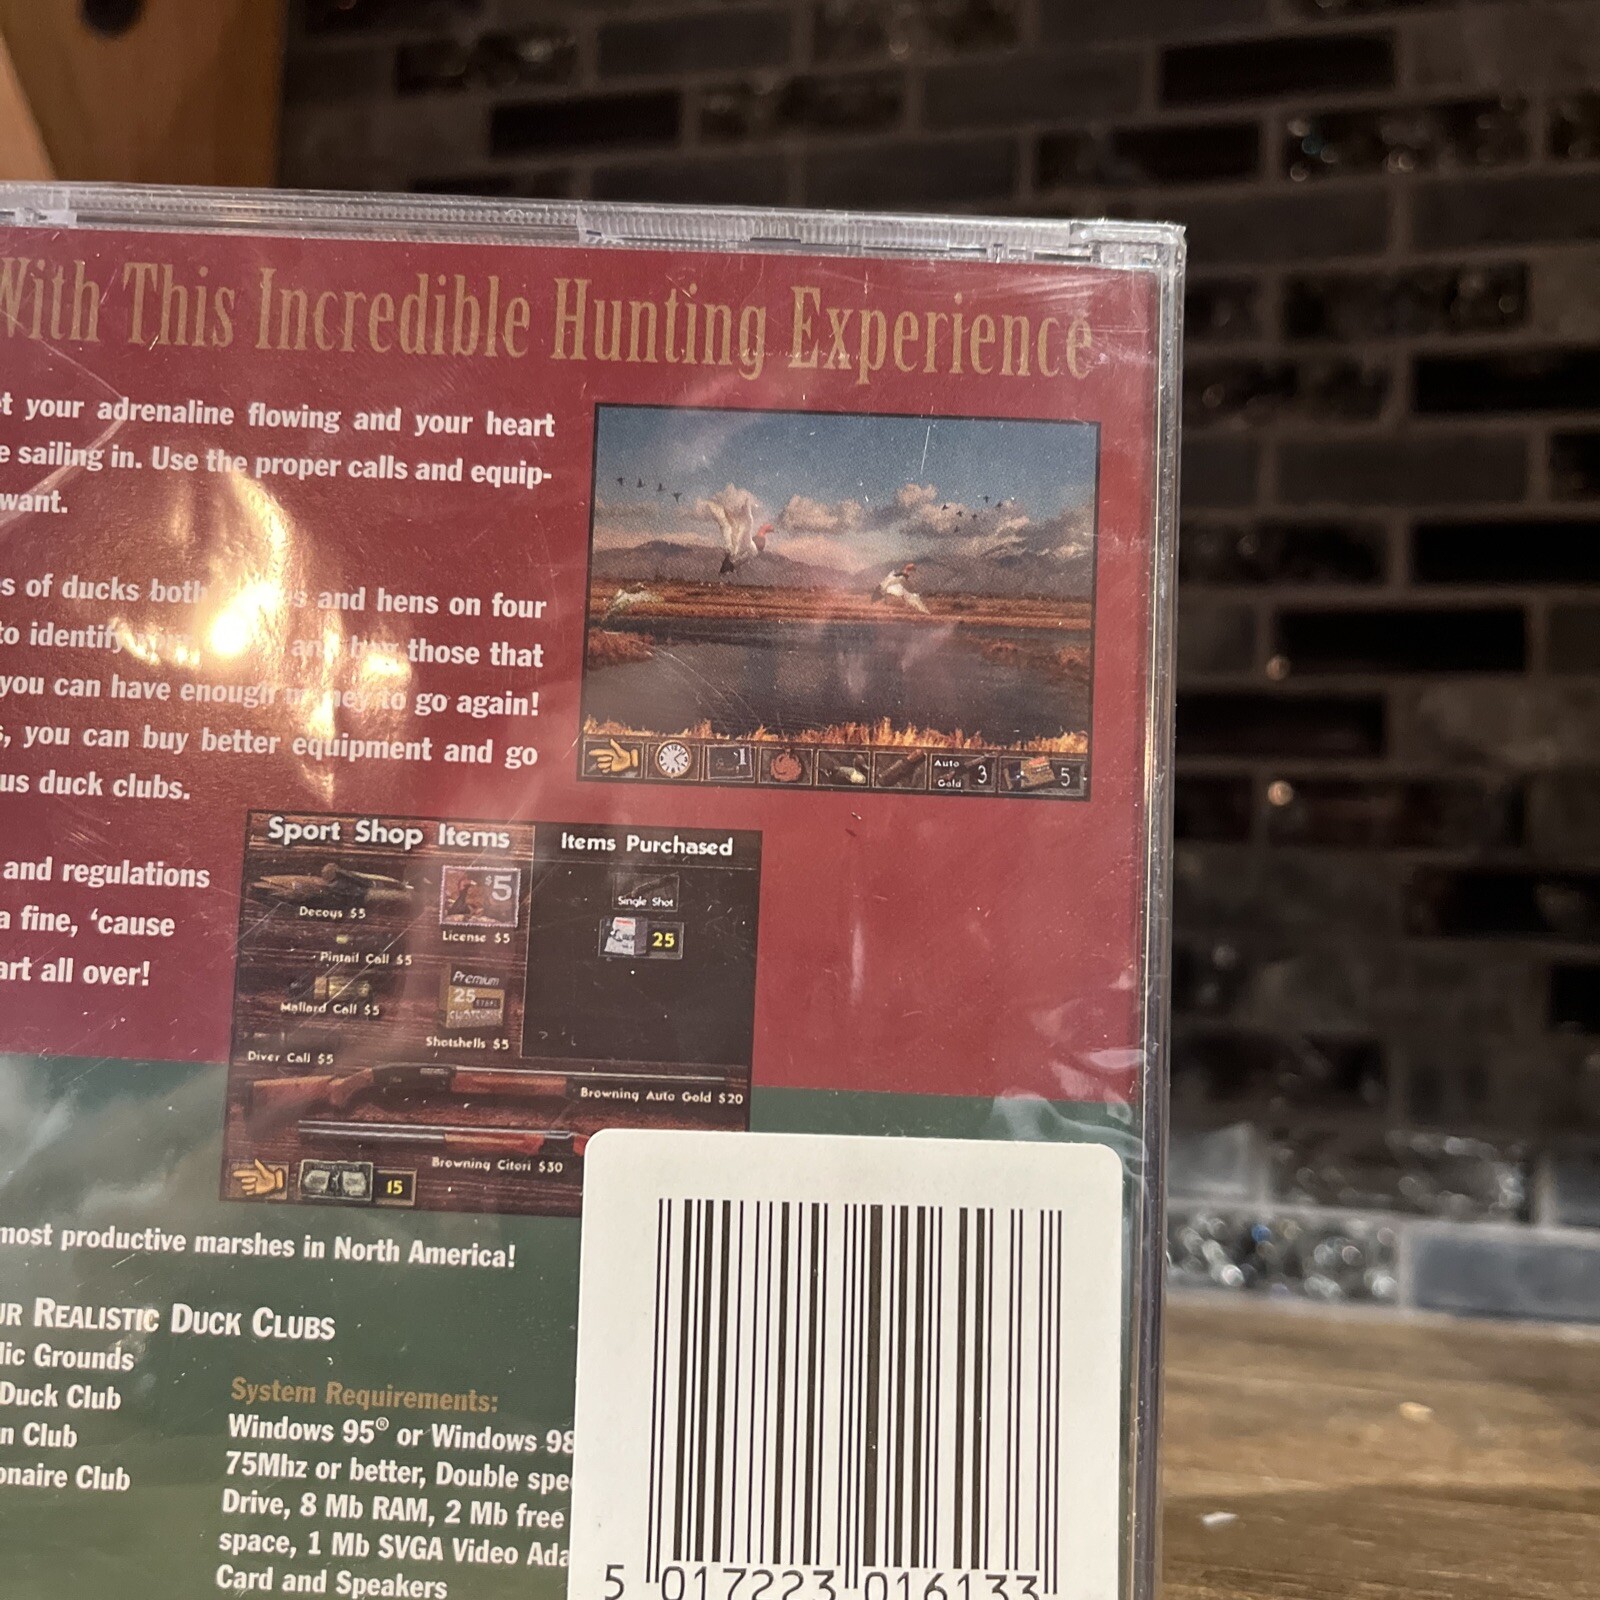 With This Incredible Hunting Experience
t your adrenaline flowing and your heart
e sailing in. Use the proper calls and equip-
want.
s of ducks both and hens on four
to identify those that
you can have enough to go again!
s, you can buy better equipment and go
us duck clubs.
and regulations
a fine, ‘cause
art all over!
1
Auto
Gold
3
5
Sport Shop Items
Items Purchased
Decoys $5
$5
License $5
Single Shot
25
Pintail Call $5
Mallard Call $5
Premium
25
Shotshells $5
Diver Call $5
Browning Auto Gold $20
Browning Citori $30
15
most productive marshes in North America!
UR REALISTIC DUCK CLUBS
lic Grounds
Duck Club
n Club
onaire Club
System Requirements:
Windows 95® or Windows 98
75Mhz or better, Double spe
Drive, 8 Mb RAM, 2 Mb free
space, 1 Mb SVGA Video Ada
Card and Speakers
5 017223 016133